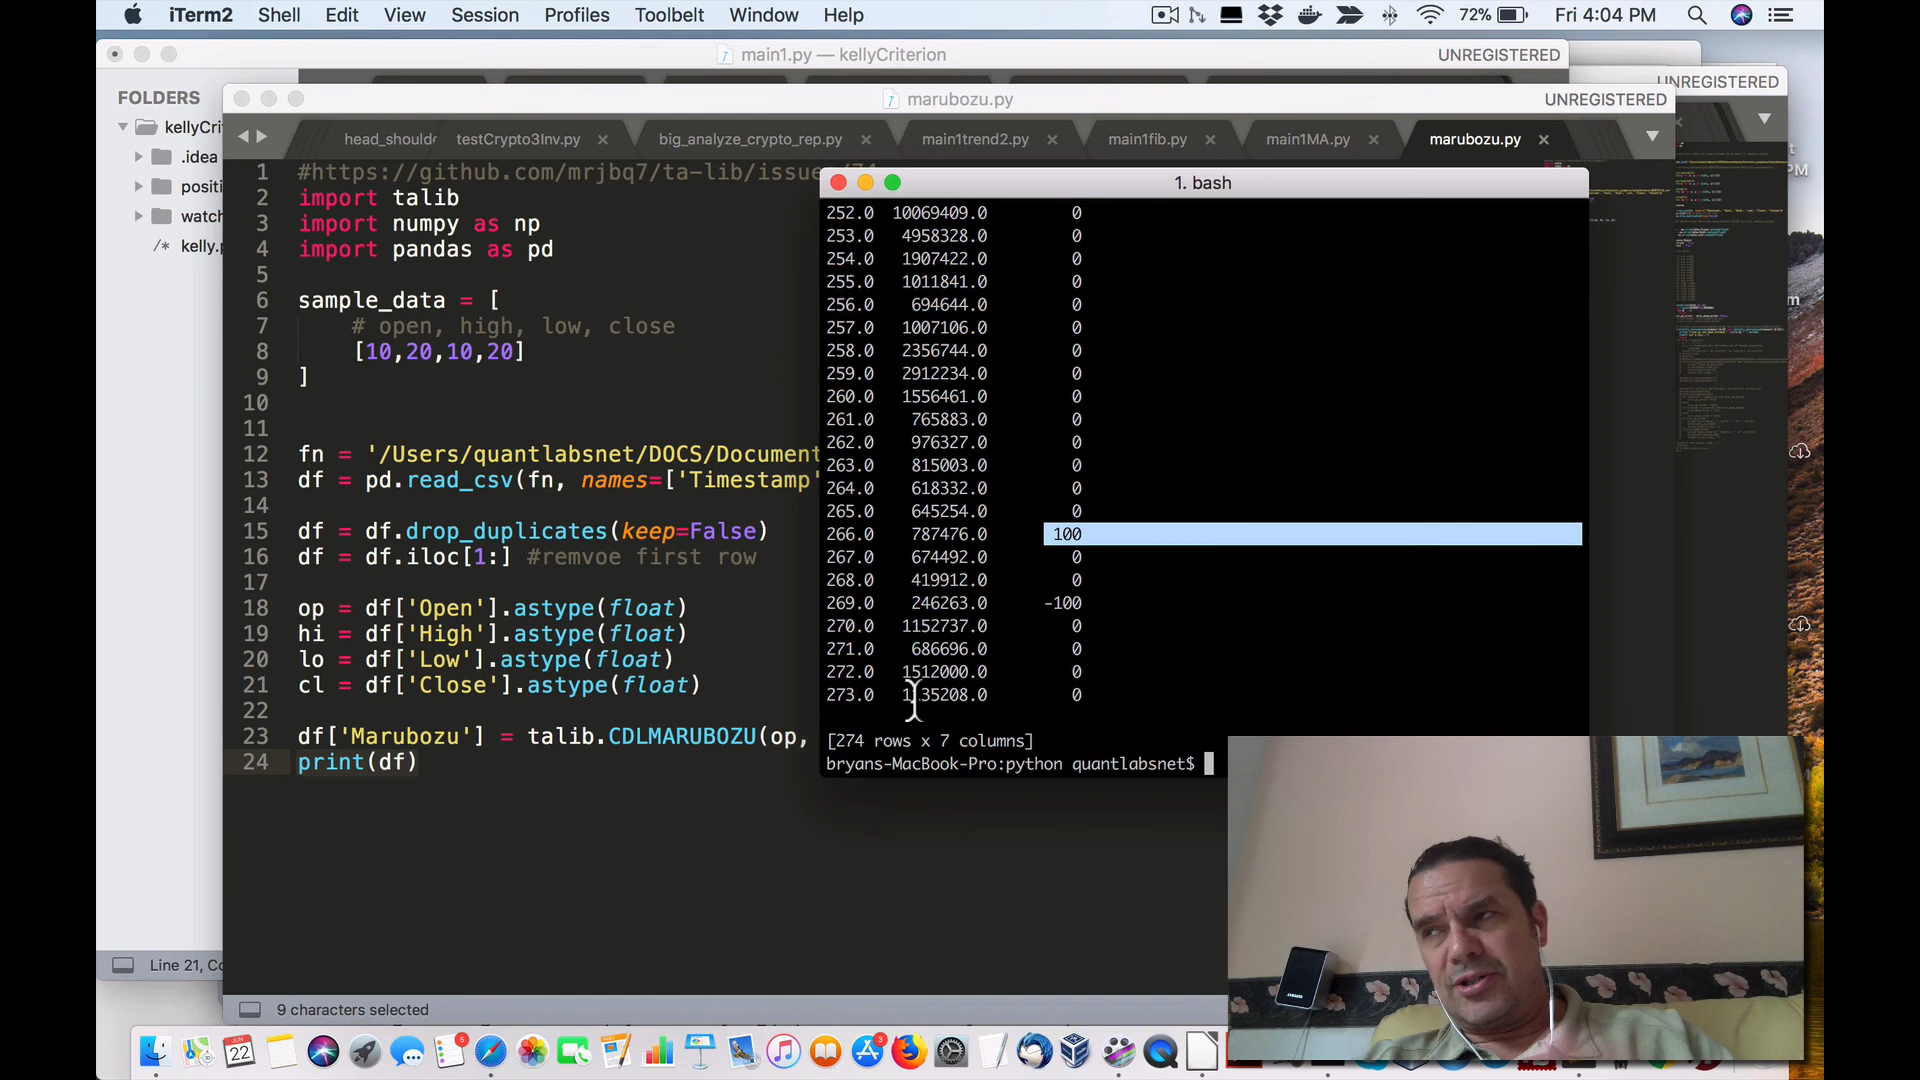 iTerm2 Shell Edit View Session Profiles Toolbelt Window Help 72% Fri 4:04 PM
main1.py — kellyCriterion UNREGISTERED
UNREGISTERED
marubozu.py UNREGISTERED
FOLDERS
kellyCri
.idea
positi
watch
/* kelly.p
testCrypto3Inv.py × big_analyze_crypto_rep.py × main1trend2.py × main1fib.py × main1MA.py × marubozu.py ×
1 #https://github.com/mrjbq7/ta-lib/issue
2 import talib
3 import numpy as np
4 import pandas as pd
5
6 sample_data = [
7 # open, high, low, close
8 [10,20,10,20]
9 ]
10
11
12 fn = '/Users/quantlabsnet/DOCS/Document
13 df = pd.read_csv(fn, names=['Timestamp'
14
15 df = df.drop_duplicates(keep=False)
16 df = df.iloc[1:] #remvoe first row
17
18 op = df['Open'].astype(float)
19 hi = df['High'].astype(float)
20 lo = df['Low'].astype(float)
21 cl = df['Close'].astype(float)
22
23 df['Marubozu'] = talib.CDLMARUBOZU(op,
24 print(df)
1. bash
252.0 10069409.0 0
253.0 4958328.0 0
254.0 1907422.0 0
255.0 1011841.0 0
256.0 694644.0 0
257.0 1007106.0 0
258.0 2356744.0 0
259.0 2912234.0 0
260.0 1556461.0 0
261.0 765883.0 0
262.0 976327.0 0
263.0 815003.0 0
264.0 618332.0 0
265.0 645254.0 0
266.0 787476.0 100
267.0 674492.0 0
268.0 419912.0 0
269.0 246263.0 -100
270.0 1152737.0 0
271.0 686696.0 0
272.0 1512000.0 0
273.0 1135208.0 0
[274 rows x 7 columns]
bryans-MacBook-Pro:python quantlabsnet$
Line 21, Co
9 characters selected
SAMSUNG
JUN
22
5
3